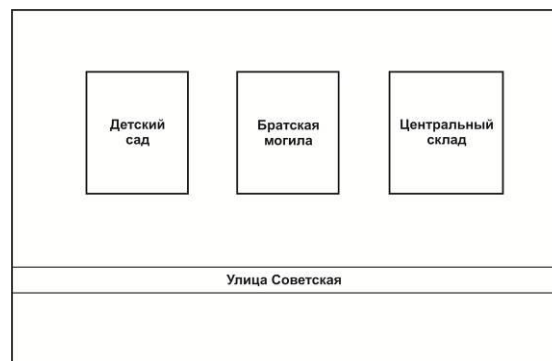 Детский
сад
Братская
могила
Центральный
склад
Улица Советская